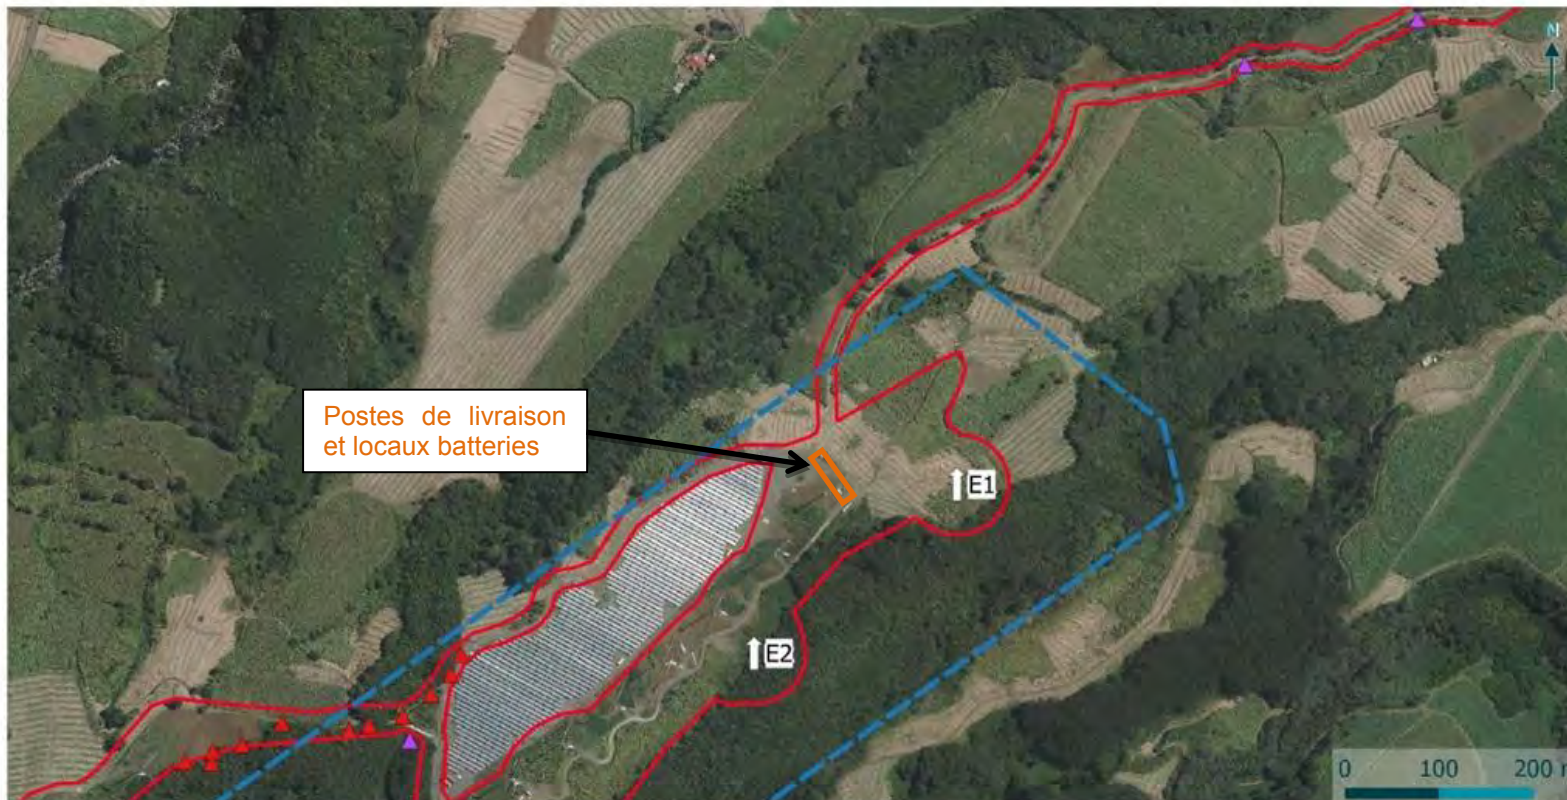 N
Postes de livraison
et locaux batteries
E1
E2
0 100 200 m